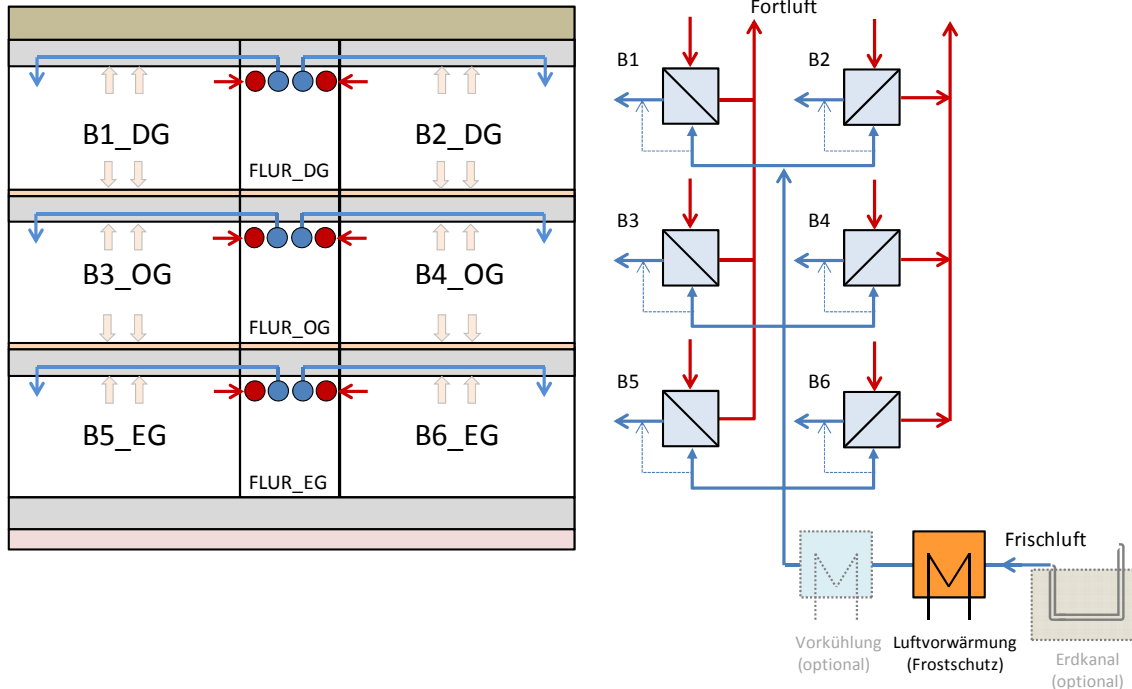 B1_DG
B2_DG
FLUR_DG
B3_OG
B4_OG
FLUR_OG
B5_EG
B6_EG
FLUR_EG
Fortluft
B1
B2
B3
B4
B5
B6
Frischluft
Vorkühlung
(optional)
Luftvorwärmung
(Frostschutz)
Erdkanal
(optional)